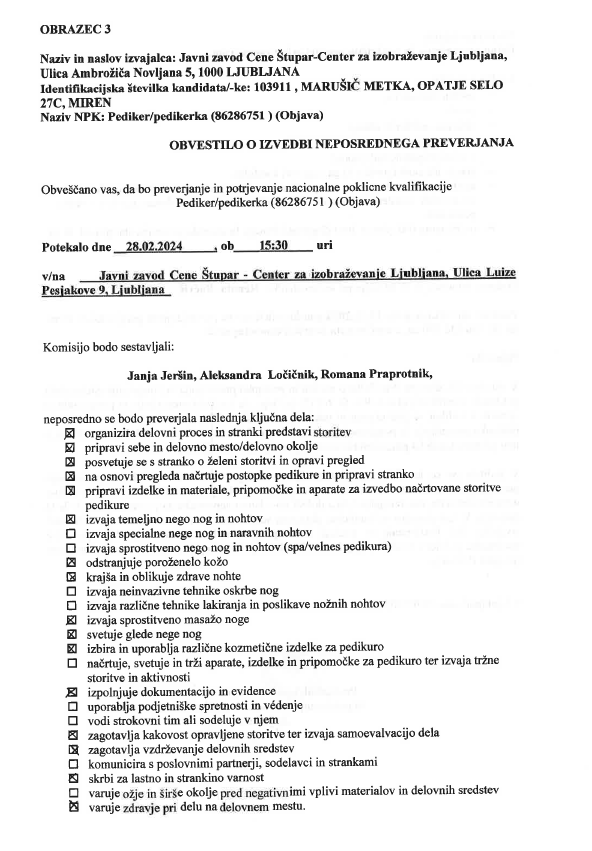 OBRAZEC 3
Naziv in naslov izvajalca: Javni zavod Cene Štupar-Center za izobraževanje Ljubljana,
Ulica Ambrožiča Novljana 5, 1000 LJUBLJANA
Identifikacijska številka kandidata/-ke: 103911 , MARUŠIČ METKA, OPATJE SELO
27C, MIREN
Naziv NPK: Pediker/pedikerka (86286751 ) (Objava)
OBVESTILO O IZVEDBI NEPOSREDNEGA PREVERJANJA
Obveščano vas, da bo preverjanje in potrjevanje nacionalne poklicne kvalifikacije
Pediker/pedikerka (86286751 ) (Objava)
Potekalo dne 28.02.2024 , ob 15:30 uri
v/na Javni zavod Cene Štupar - Center za izobraževanje Ljubljana, Ulica Luize
Pesjakove 9, Ljubljana
Komisijo bodo sestavljali:
Janja Jeršin, Aleksandra Ločičnik, Romana Praprotnik,
neposredno se bodo preverjala naslednja ključna dela:
☒ organizira delovni proces in stranki predstavi storitev
☒ pripravi sebe in delovno mesto/delovno okolje
☒ posvetuje se s stranko o želeni storitvi in opravi pregled
☒ na osnovi pregleda načrtuje postopke pedikure in pripravi stranko
☒ pripravi izdelke in materiale, pripomočke in aparate za izvedbo načrtovane storitve
pedikure
☒ izvaja temeljno nego nog in nohtov
☐ izvaja specialne nege nog in naravnih nohtov
☐ izvaja sprostitveno nego nog in nohtov (spa/velnes pedikura)
☒ odstranjuje poroženelo kožo
☒ krajša in oblikuje zdrave nohte
☐ izvaja neinvazivne tehnike oskrbe nog
☐ izvaja različne tehnike lakiranja in poslikave nožnih nohtov
☒ izvaja sprostitveno masažo noge
☒ svetuje glede nege nog
☒ izbira in uporablja različne kozmetične izdelke za pedikuro
☐ načrtuje, svetuje in trži aparate, izdelke in pripomočke za pedikuro ter izvaja tržne
storitve in aktivnosti
☒ izpolnjuje dokumentacijo in evidence
☐ uporablja podjetniške spretnosti in védenje
☐ vodi strokovni tim ali sodeluje v njem
☒ zagotavlja kakovost opravljene storitve ter izvaja samoevalvacijo dela
☒ zagotavlja vzdrževanje delovnih sredstev
☐ komunicira s poslovnimi partnerji, sodelavci in strankami
☒ skrbi za lastno in strankino varnost
☐ varuje ožje in širše okolje pred negativnimi vplivi materialov in delovnih sredstev
☒ varuje zdravje pri delu na delovnem mestu.